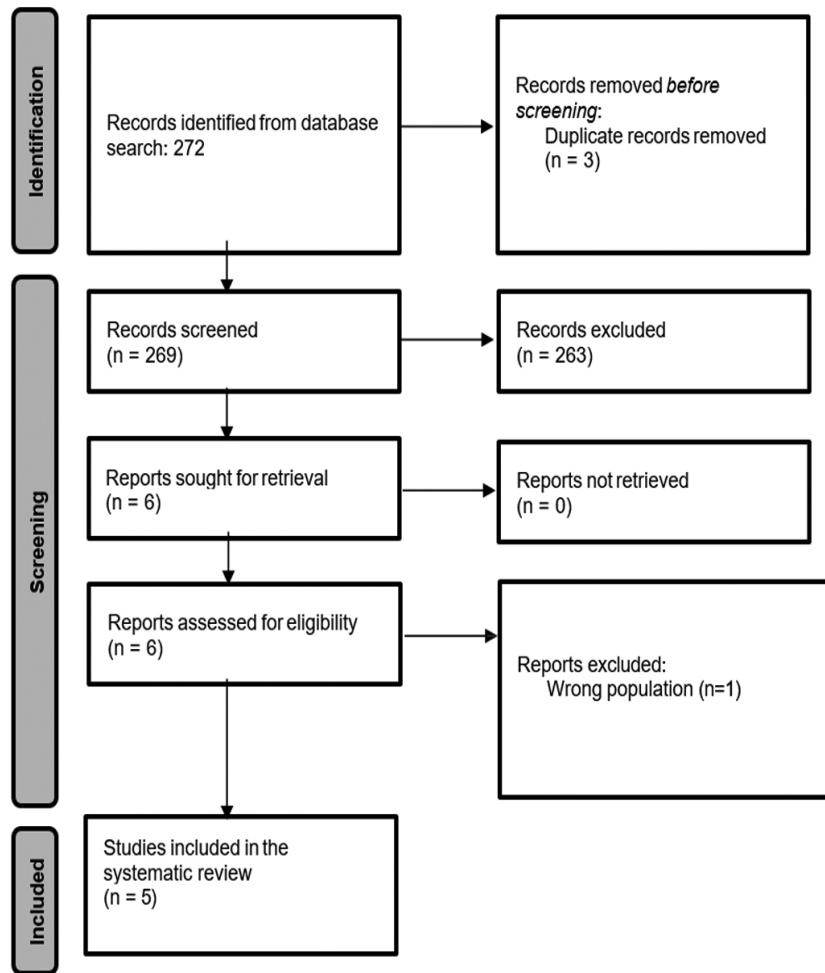 Identification
Records identified from database
search: 272
Records removed before
screening:
Duplicate records removed
(n = 3)
Screening
Records screened
(n = 269)
Records excluded
(n = 263)
Reports sought for retrieval
(n = 6)
Reports not retrieved
(n = 0)
Reports assessed for eligibility
(n = 6)
Reports excluded:
Wrong population (n=1)
Included
Studies included in the
systematic review
(n = 5)